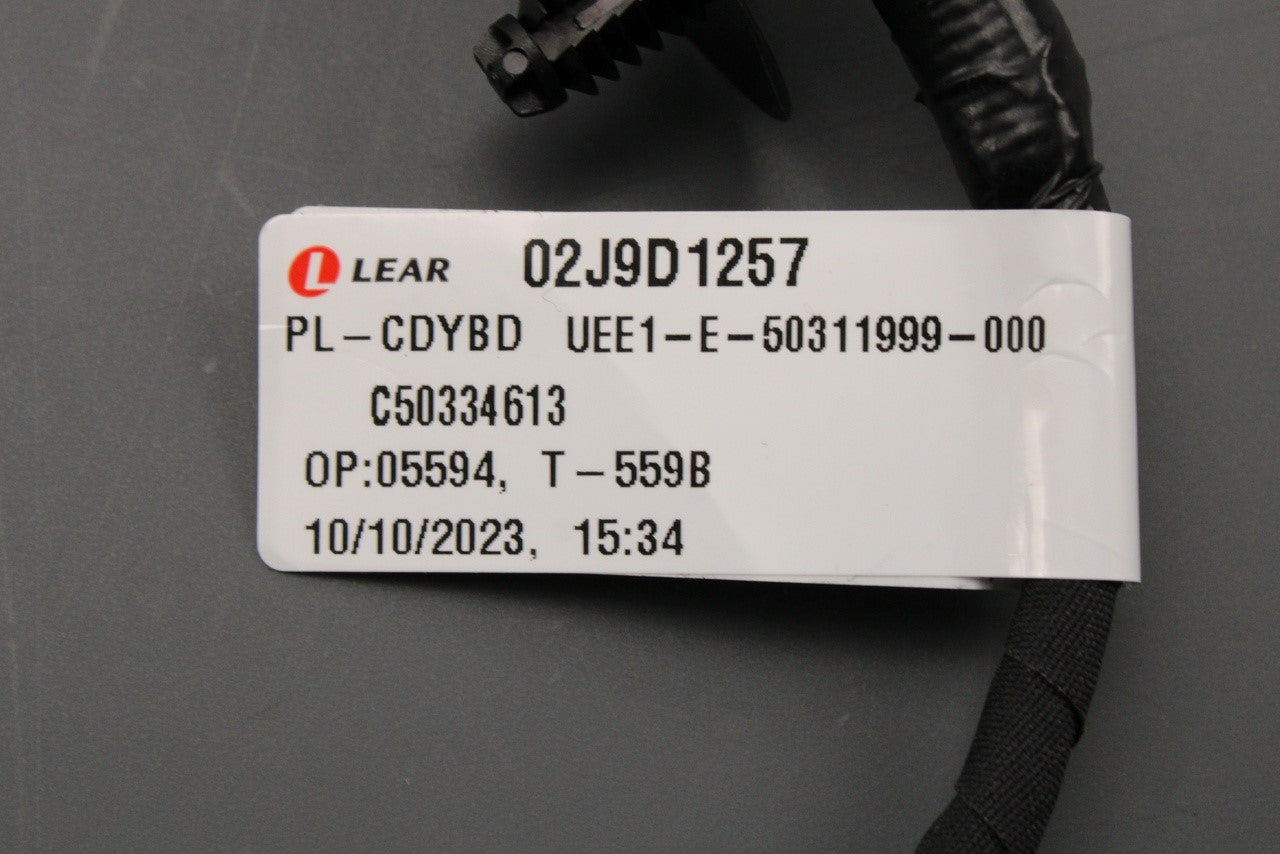 L LEAR 02J9D1257
PL-CDYBD UEE1-E-50311999-000
C50334613
OP:05594, T-559B
10/10/2023, 15:34